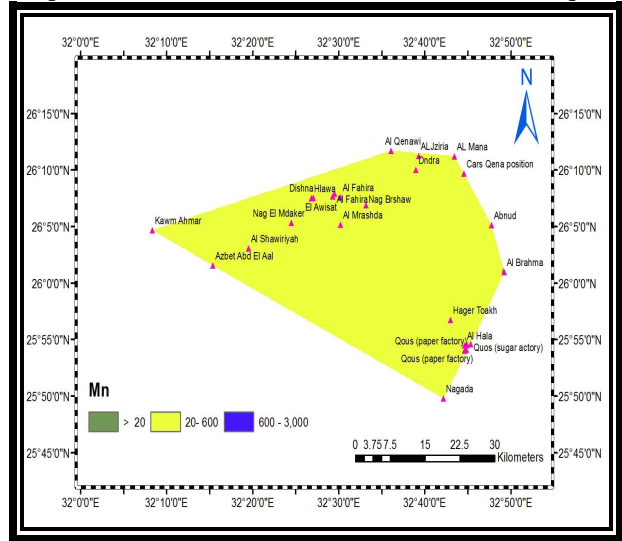 32°0'0"E 32°10'0"E 32°20'0"E 32°30'0"E 32°40'0"E 32°50'0"E
N
26°15'0"N 26°15'0"N
Al Qenawi ALJziria AL Mana
26°10'0"N Dndra Cars Qena position 26°10'0"N
Dishna Hlawa Al Fahira
El Awisat Al Fahira Nag Brshaw
Kawm Ahmar Nag El Mdaker Al Mrashda Abnud
26°5'0"N 26°5'0"N
Al Shawiriyah
Azbet Abd El Aal Al Brahma
26°0'0"N 26°0'0"N
Hager Toakh
25°55'0"N Qous (paper factory) Al Hala 25°55'0"N
Quos (sugar actory)
Qous (paper factory)
25°50'0"N Nagada 25°50'0"N
Mn
> 20 20- 600 600 - 3,000
0 3.757.5 15 22.5 30
Kilometers
25°45'0"N 25°45'0"N
32°0'0"E 32°10'0"E 32°20'0"E 32°30'0"E 32°40'0"E 32°50'0"E